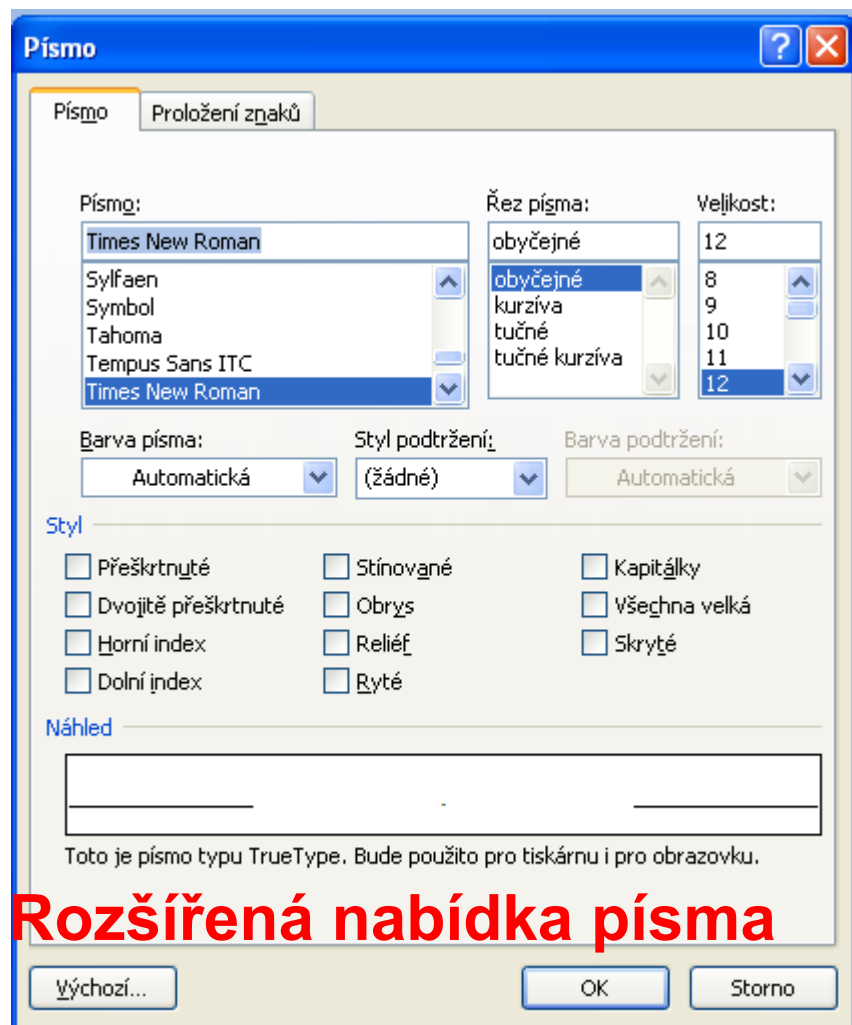 Písmo
Písmo Proložení znaků
Písmo: Řez písma: Velikost:
Times New Roman obyčejné 12
Sylfaen obyčejné 8
Symbol kurzíva 9
Tahoma tučné 10
Tempus Sans ITC tučné kurzíva 11
Times New Roman 12
Barva písma: Styl podtržení: Barva podtržení:
Automatická (žádné) Automatická
Styl
Přeškrtnuté Stínované Kapitálky
Dvojitě přeškrtnuté Obrys Všechna velká
Horní index Reliéf Skryté
Dolní index Ryté
Náhled
Toto je písmo typu TrueType. Bude použito pro tiskárnu i pro obrazovku.
Rozšířená nabídka písma
Výchozí... OK Storno